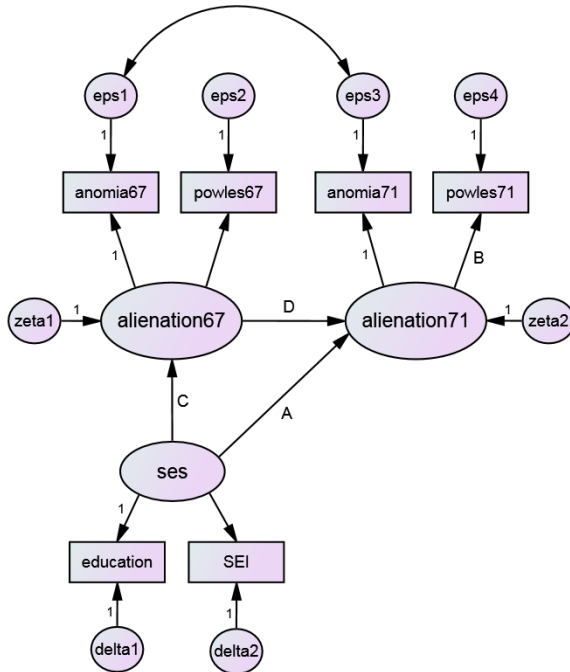 eps1
eps2
eps3
eps4
1
1
1
1
anomia67
powles67
anomia71
powles71
1
1
B
zeta1
1
alienation67
D
alienation71
1
zeta2
C
A
ses
1
education
SEI
1
1
delta1
delta2